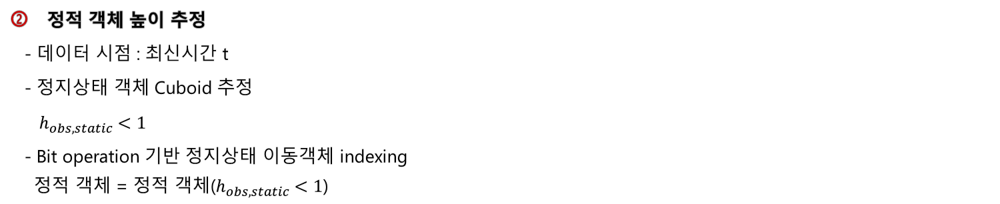 ② 정적 객체 높이 추정
- 데이터 시점 : 최신시간 t
- 정지상태 객체 Cuboid 추정
h_{obs,static} < 1
- Bit operation 기반 정지상태 이동객체 indexing
정적 객체 = 정적 객체(h_{obs,static} < 1)